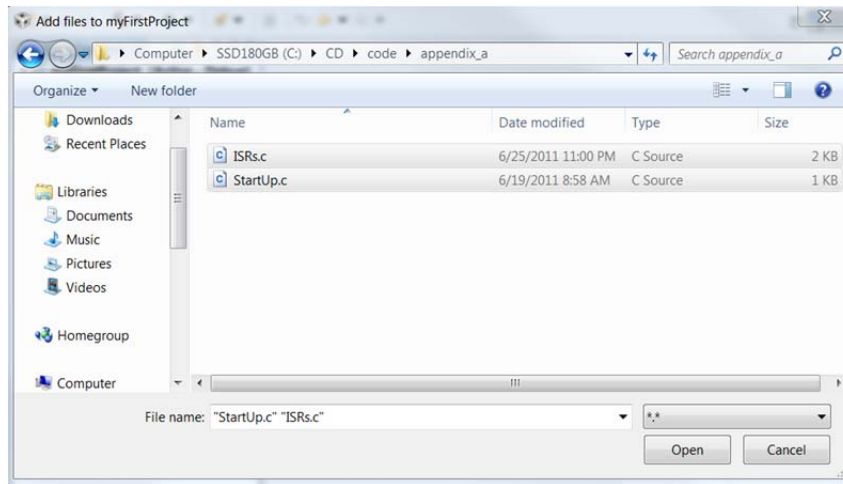 Add files to myFirstProject
Computer SSD180GB (C:) CD code appendix_a Search appendix_a
Organize New folder
Downloads
Recent Places
Libraries
Documents
Music
Pictures
Videos
Homegroup
Computer
Name Date modified Type Size
ISRs.c 6/25/2011 11:00 PM C Source 2 KB
StartUp.c 6/19/2011 8:58 AM C Source 1 KB
File name: "StartUp.c" "ISRs.c" *.*
Open Cancel